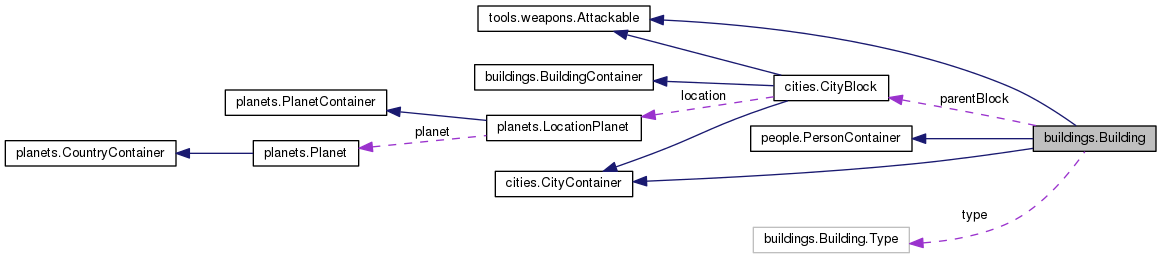 tools.weapons.Attackable
buildings.BuildingContainer
cities.CityBlock
location
parentBlock
planets.PlanetContainer
planets.LocationPlanet
planet
people.PersonContainer
buildings.Building
planets.CountryContainer
planets.Planet
cities.CityContainer
type
buildings.Building.Type